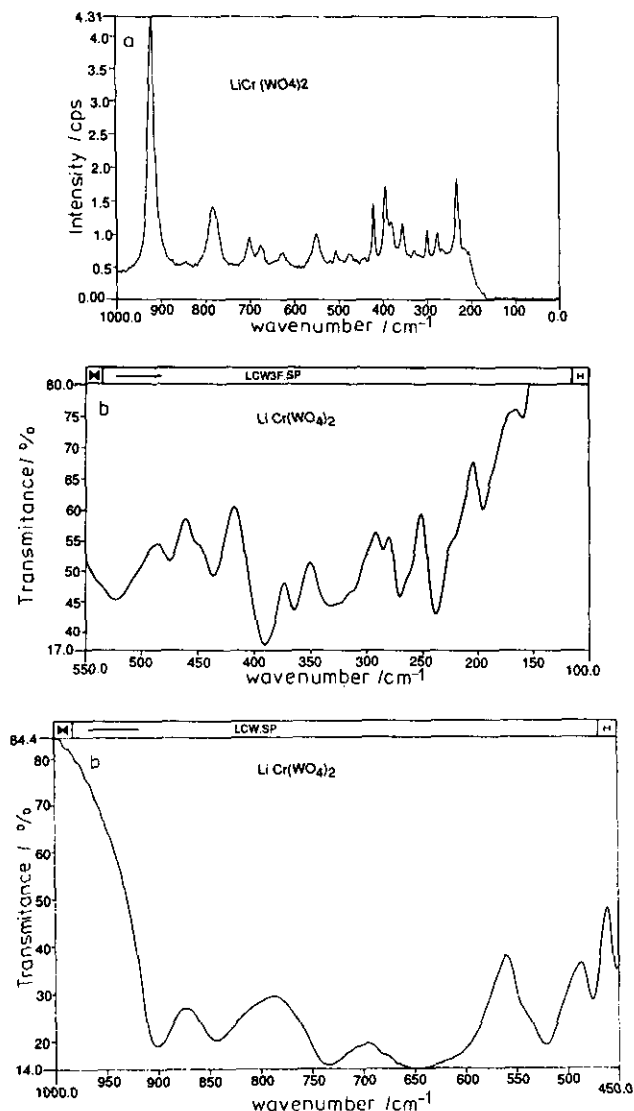 4.31
a
4.0
LiCr (WO4)2
3.5
3.0
2.5
2.0
1.5
1.0
0.5
0.00
Intensity /cps
1000.0 900 800 700 600 500 400 300 200 100 0.0
wavenumber /cm⁻¹
LCW3F.SP
80.0
b
Li Cr(WO₄)₂
75
70
65
60
55
50
45
40
17.0
Transmitance / %
550.0 500 450 400 350 300 250 200 150 100.0
wavenumber /cm⁻¹
LCW.SP
84.4
b
Li Cr(WO₄)₂
80
70
60
50
40
30
20
14.0
Transmitance / %
1000.0 950 900 850 800 750 700 650 600 550 500 450.0
wavenumber /cm⁻¹